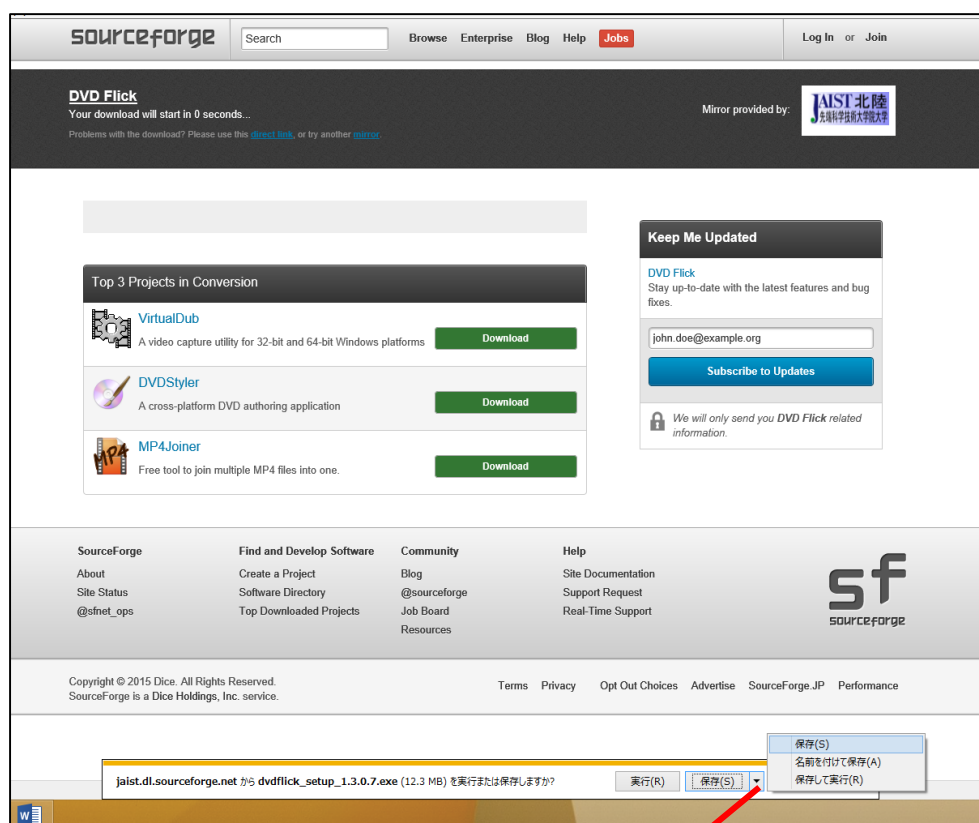 sourceforge
Search
Browse Enterprise Blog Help Jobs
Log In or Join
DVD Flick
Your download will start in 0 seconds...
Problems with the download? Please use this direct link, or try another mirror.
Mirror provided by:
JAIST 北陸
先端科学技術大学院大学
Keep Me Updated
DVD Flick
Stay up-to-date with the latest features and bug
fixes.
john.doe@example.org
Subscribe to Updates
We will only send you DVD Flick related
information.
Top 3 Projects in Conversion
VirtualDub
A video capture utility for 32-bit and 64-bit Windows platforms
Download
DVDStyler
A cross-platform DVD authoring application
Download
MP4
MP4Joiner
Free tool to join multiple MP4 files into one.
Download
SourceForge
About
Site Status
@sfnet_ops
Find and Develop Software
Create a Project
Software Directory
Top Downloaded Projects
Community
Blog
@sourceforge
Job Board
Resources
Help
Site Documentation
Support Request
Real-Time Support
sf
sourceforge
Copyright © 2015 Dice. All Rights Reserved.
SourceForge is a Dice Holdings, Inc. service.
Terms Privacy Opt Out Choices Advertise SourceForge.JP Performance
保存(S)
名前を付けて保存(A)
保存して実行(R)
jaist.dl.sourceforge.net から dvdflick_setup_1.3.0.7.exe (12.3 MB) を実行または保存しますか?
実行(R)
保存(S)
W